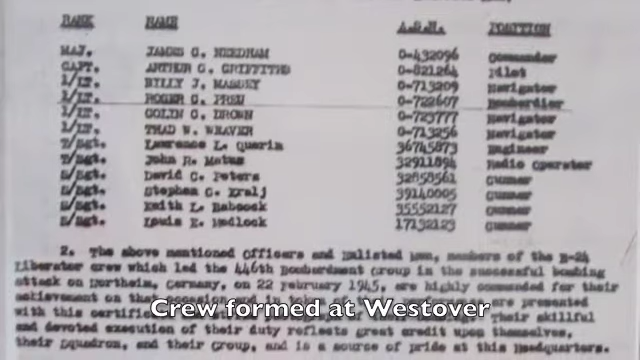 RANK NAME A.S.N. POSITION
MAJ. JAMES G. NEEDHAM 0-432096 Commander
CAPT. ARTHUR G. GRIFFITHS 0-821264 Pilot
1/LT. BILLY J. MASSEY 0-713209 Navigator
1/LT. ROGER C. 0-722607 Bombardier
1/LT. COLIN G. BROWN 0-723777 Navigator
1/LT. THAD W. WEAVER 0-713256 Navigator
T/Sgt. Lawrence L. 36745873 Engineer
T/Sgt. John R. Matus 32911894 Radio Operator
S/Sgt. David C. Peters 32858561 Gunner
S/Sgt. Stephen G. Kralj 39140005 Gunner
S/Sgt. Keith L. Babcock 35552127 Gunner
S/Sgt. Louis E. Medlock 17132123 Gunner
2. The above mentioned Officers and Enlisted Men, members of the B-24
Liberator crew which led the 446th Bombardment Group in the successful bombing
attack on Northeim, Germany, on 22 February 1945, are highly commended for their
achievement on that presented
with this Their skillful
Crew formed at Westover
and devoted execution of their duty reflects great credit upon themselves,
their Squadron, and their Group, and is a source of pride at this Headquarters.